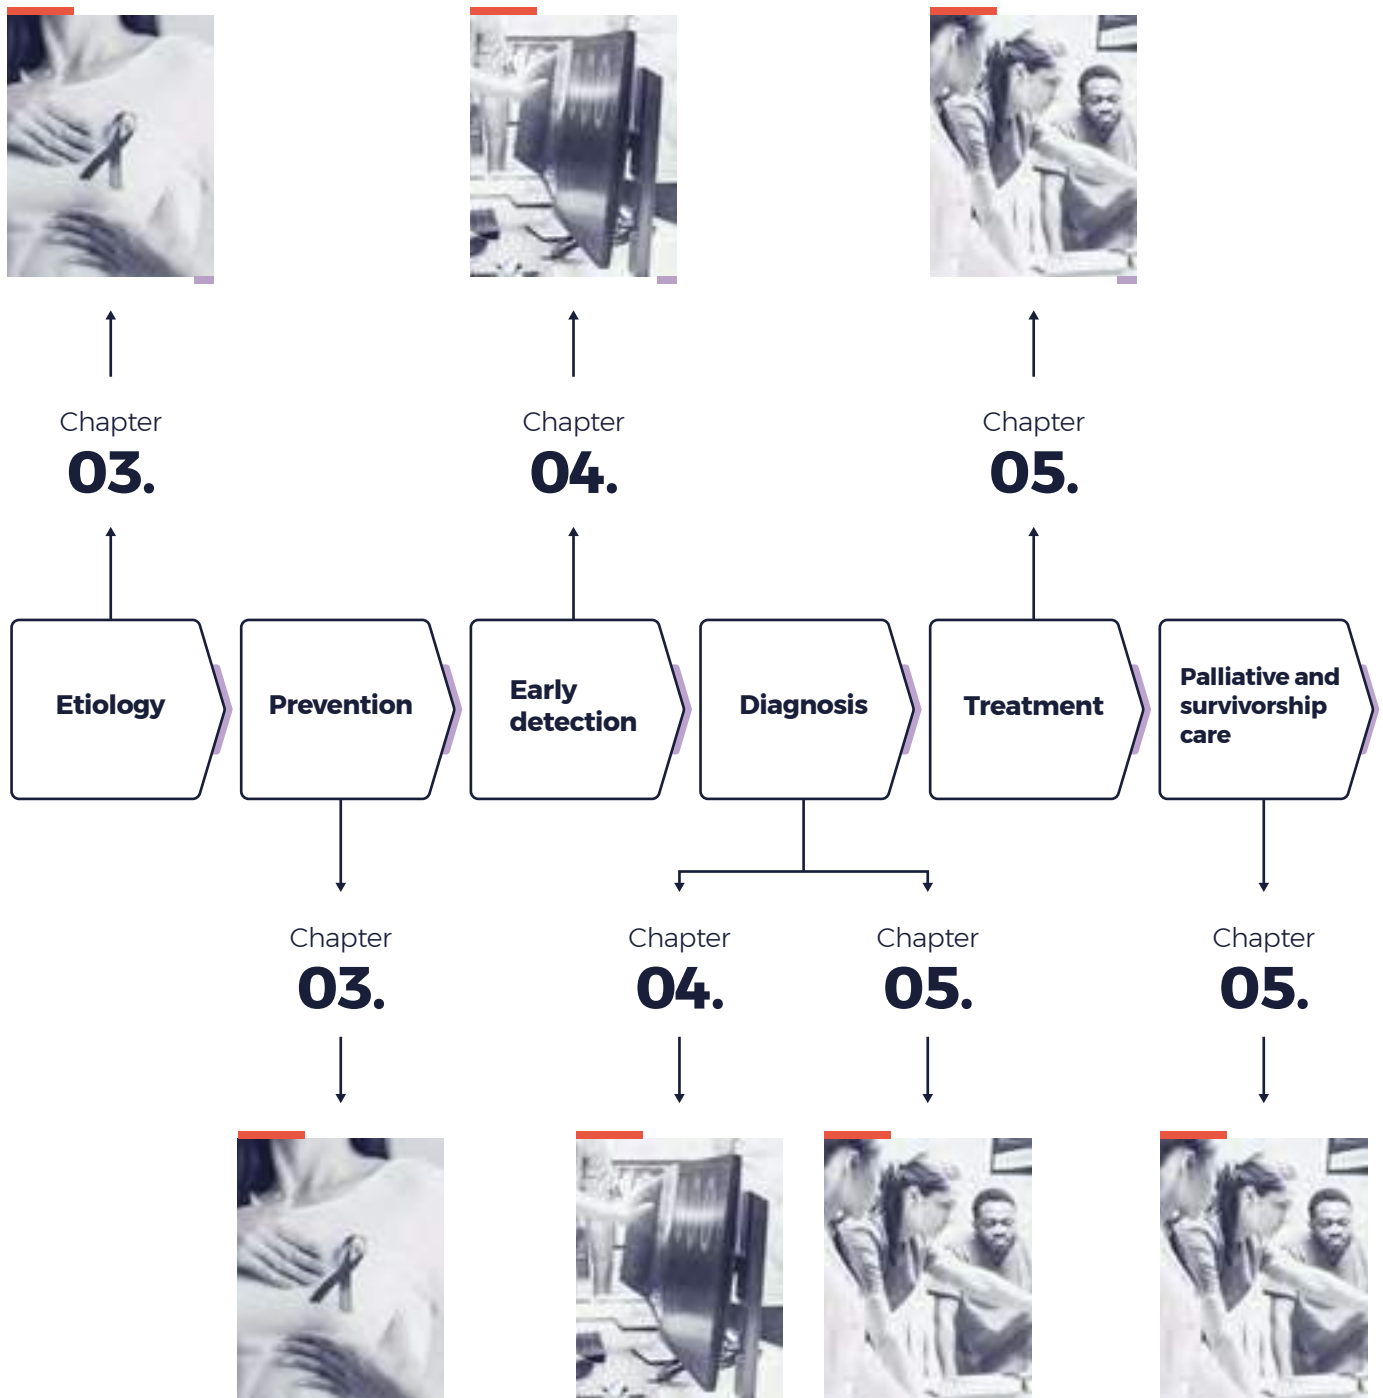 Chapter
03.
Chapter
04.
Chapter
05.
Etiology
Prevention
Early
detection
Diagnosis
Treatment
Palliative and
survivorship
care
Chapter
03.
Chapter
04.
Chapter
05.
Chapter
05.